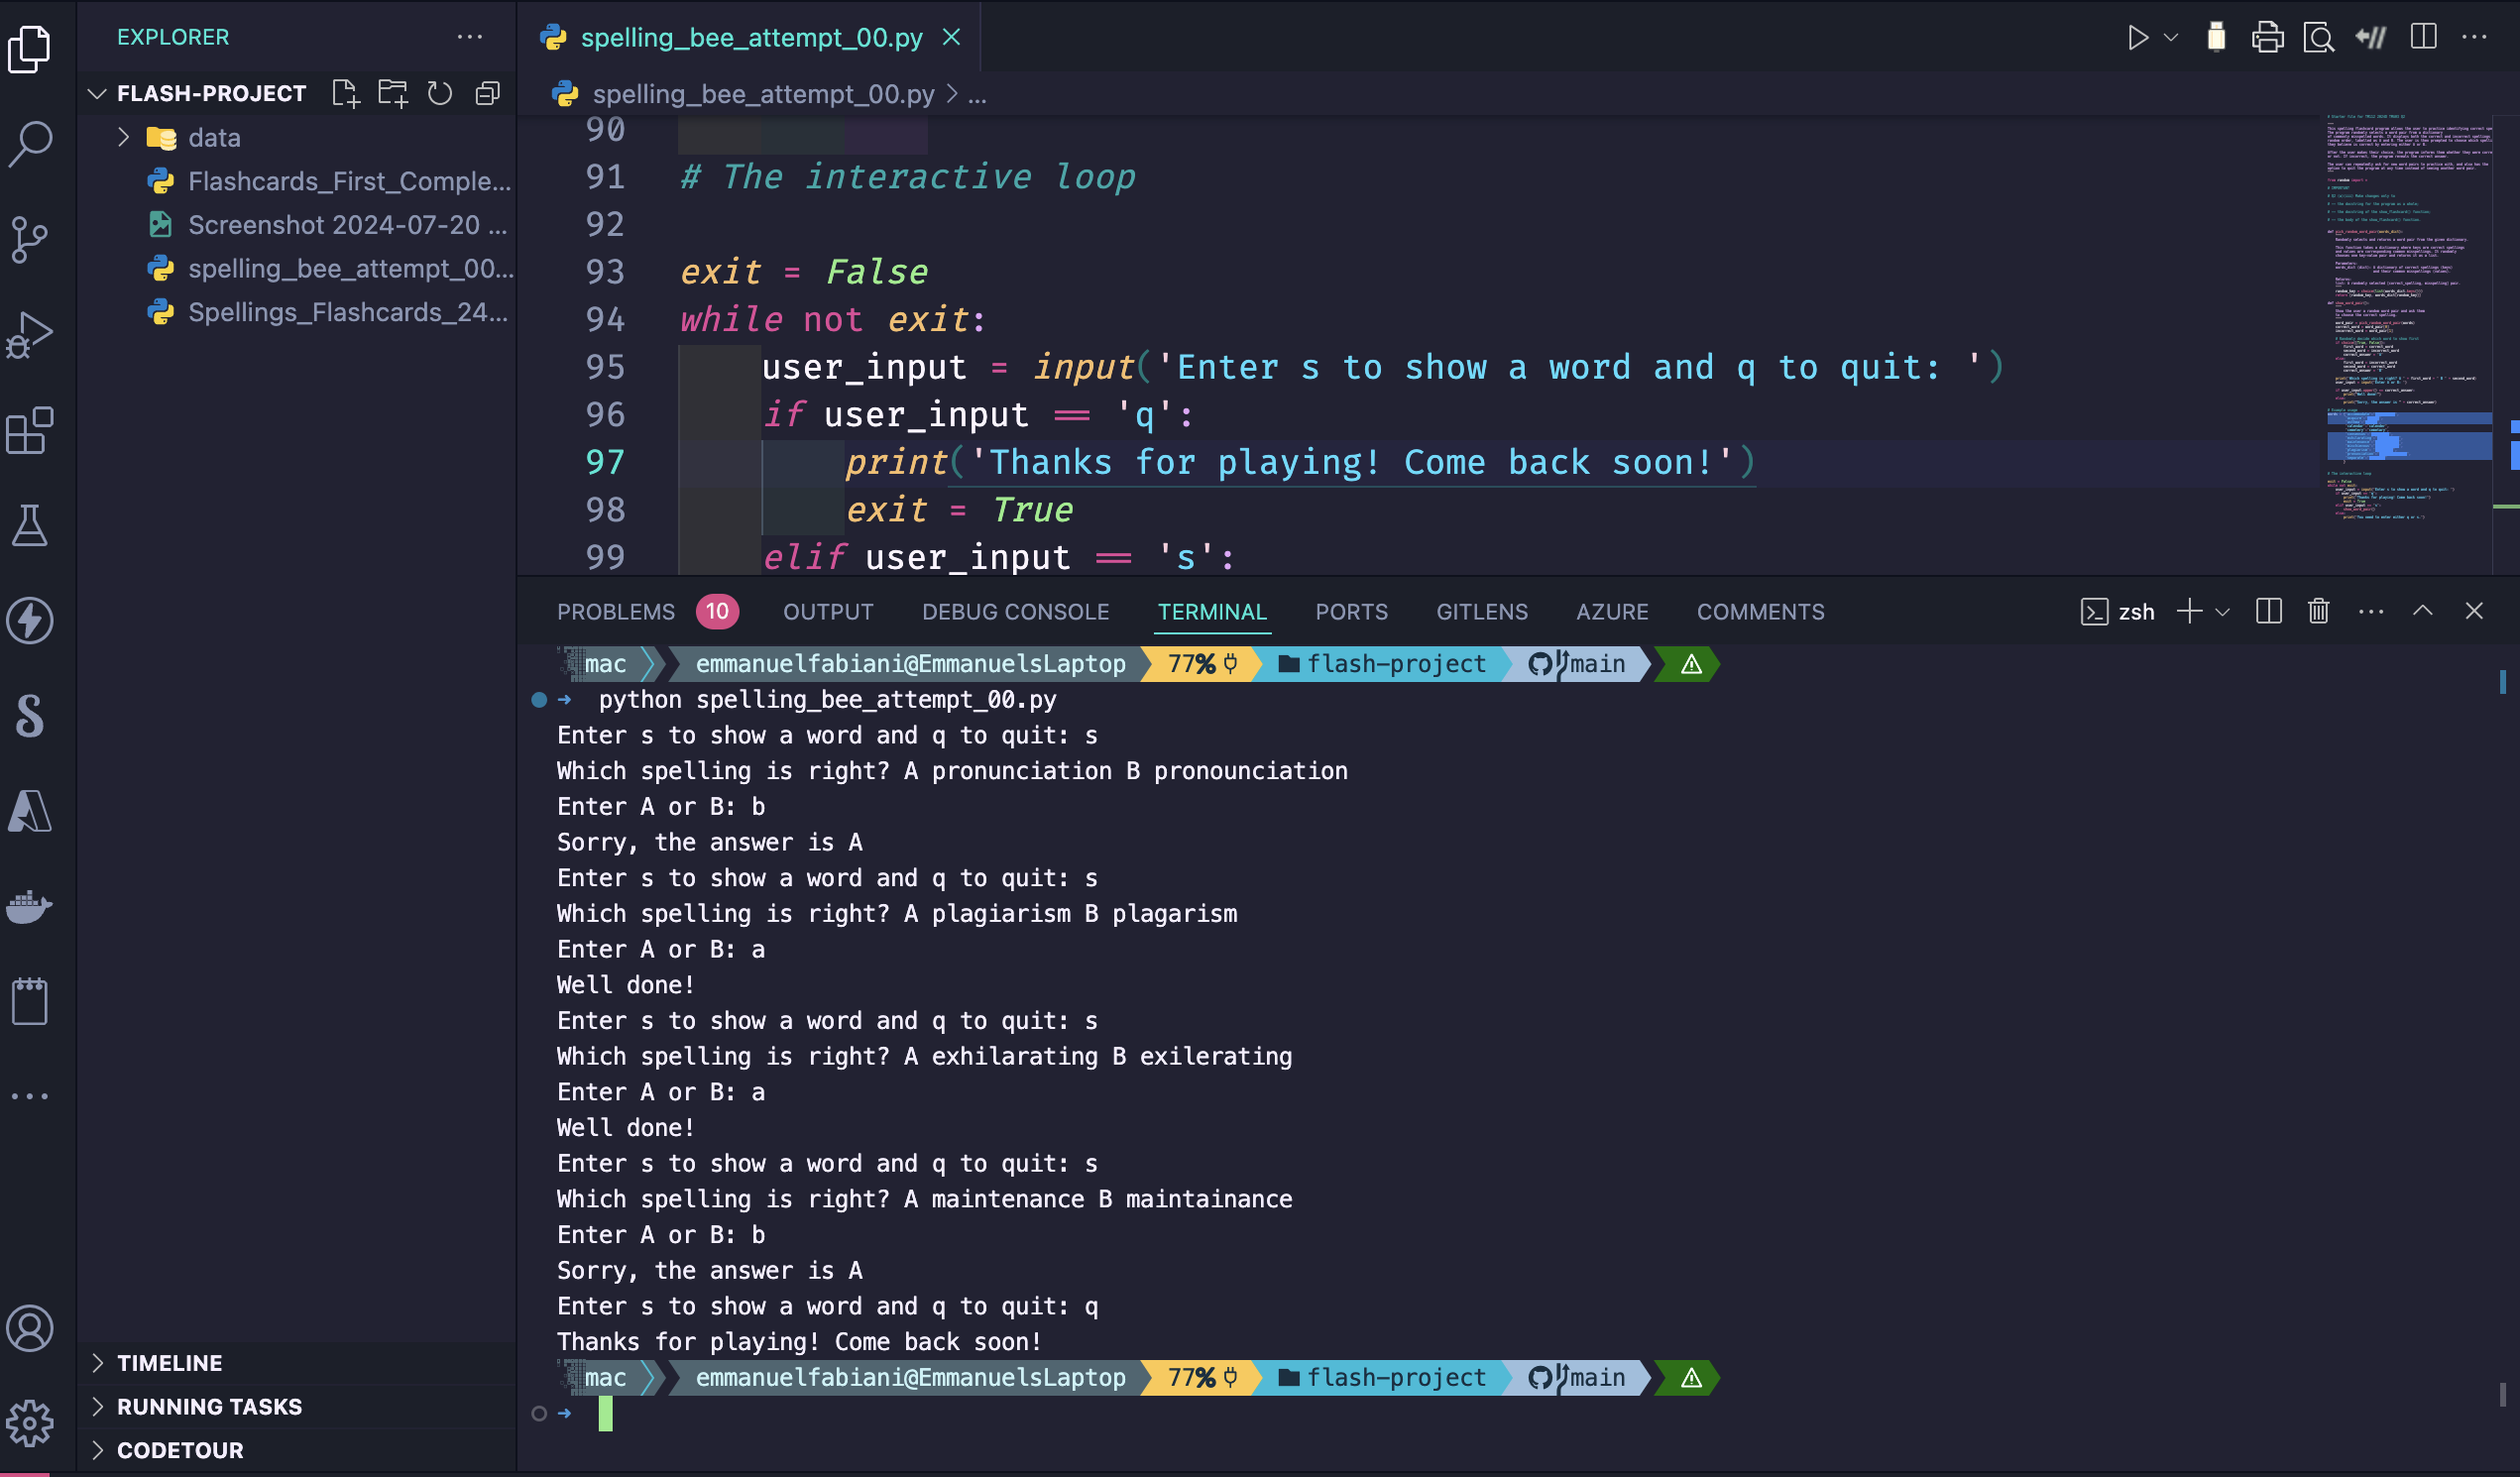 EXPLORER
FLASH-PROJECT
data
Flashcards_First_Comple...
Screenshot 2024-07-20 ...
spelling_bee_attempt_00...
Spellings_Flashcards_24...
TIMELINE
RUNNING TASKS
CODETOUR
spelling_bee_attempt_00.py
spelling_bee_attempt_00.py > ...
90
91 # The interactive loop
92
93 exit = False
94 while not exit:
95 user_input = input('Enter s to show a word and q to quit: ')
96 if user_input == 'q':
97 print('Thanks for playing! Come back soon!')
98 exit = True
99 elif user_input == 's':
PROBLEMS 10 OUTPUT DEBUG CONSOLE TERMINAL PORTS GITLENS AZURE COMMENTS zsh
mac emmanuelfabiani@EmmanuelsLaptop 77% flash-project main
➜ python spelling_bee_attempt_00.py
Enter s to show a word and q to quit: s
Which spelling is right? A pronunciation B pronounciation
Enter A or B: b
Sorry, the answer is A
Enter s to show a word and q to quit: s
Which spelling is right? A plagiarism B plagarism
Enter A or B: a
Well done!
Enter s to show a word and q to quit: s
Which spelling is right? A exhilarating B exilerating
Enter A or B: a
Well done!
Enter s to show a word and q to quit: s
Which spelling is right? A maintenance B maintainance
Enter A or B: b
Sorry, the answer is A
Enter s to show a word and q to quit: q
Thanks for playing! Come back soon!
mac emmanuelfabiani@EmmanuelsLaptop 77% flash-project main
➜